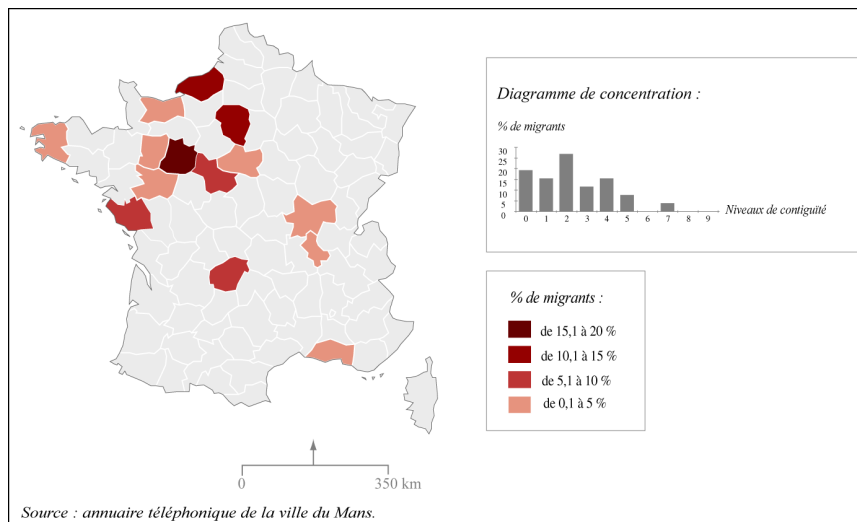 Diagramme de concentration :
% de migrants
30
25
20
15
10
5
0
0 1 2 3 4 5 6 7 8 9
Niveaux de contiguïté
% de migrants :
de 15,1 à 20 %
de 10,1 à 15 %
de 5,1 à 10 %
de 0,1 à 5 %
0 350 km
Source : annuaire téléphonique de la ville du Mans.